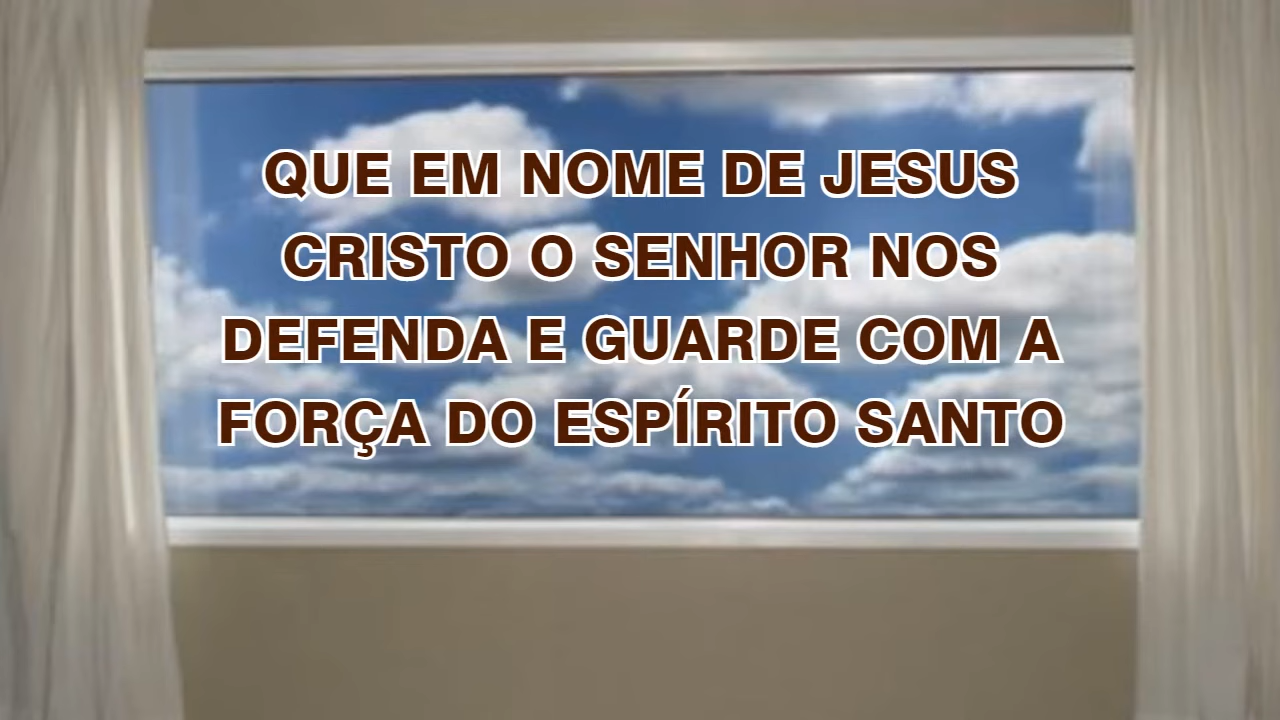 QUE EM NOME DE JESUS
CRISTO O SENHOR NOS
DEFENDA E GUARDE COM A
FORÇA DO ESPÍRITO SANTO